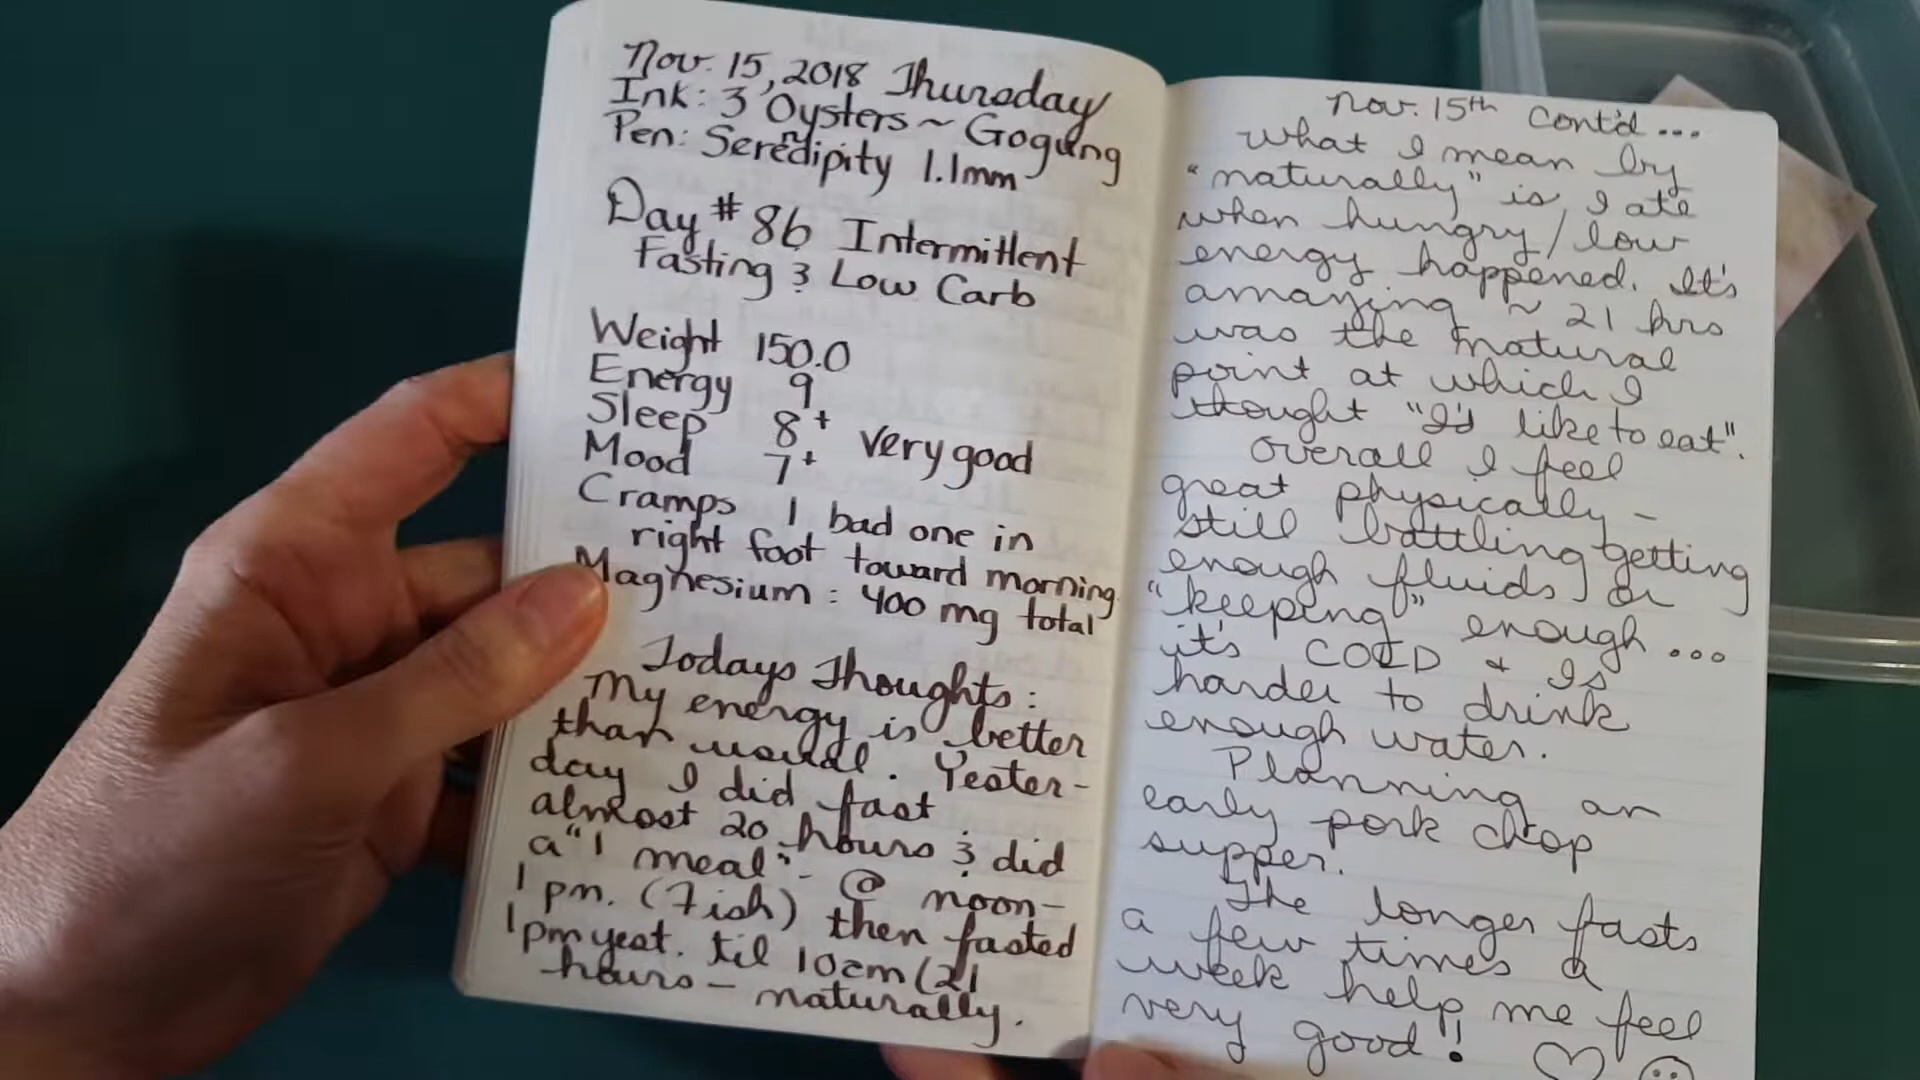 Nov. 15, 2018 Thursday
Ink: 3 Oysters ~ Gogung
Pen: Serendipity 1.1mm
Day # 86 Intermittent
Fasting & Low Carb
Weight 150.0
Energy 9
Sleep 8+ very good
Mood 7+
Cramps 1 bad one in
right foot toward morning.
Magnesium : 400 mg total
Todays Thoughts:
My energy is better
than usual. Yester-
day I did fast
almost 20 hours & did
a "1 meal" - @ noon-
1 pm. (Fish) then fasted
1pm yest. til 10am (21
hours - naturally.
Nov. 15th Cont'd ...
What I mean by
"naturally" is I ate
when hungry/low
energy happened. It's
amazing ~ 21 hrs
was the natural
point at which I
thought "I'd like to eat".
Overall I feel
great physically -
still battling getting
enough fluids or
"keeping" enough ...
it's COLD & Is
harder to drink
enough water.
Planning an
early pork chop
supper.
The longer fasts
a few times a
week help me feel
very good!